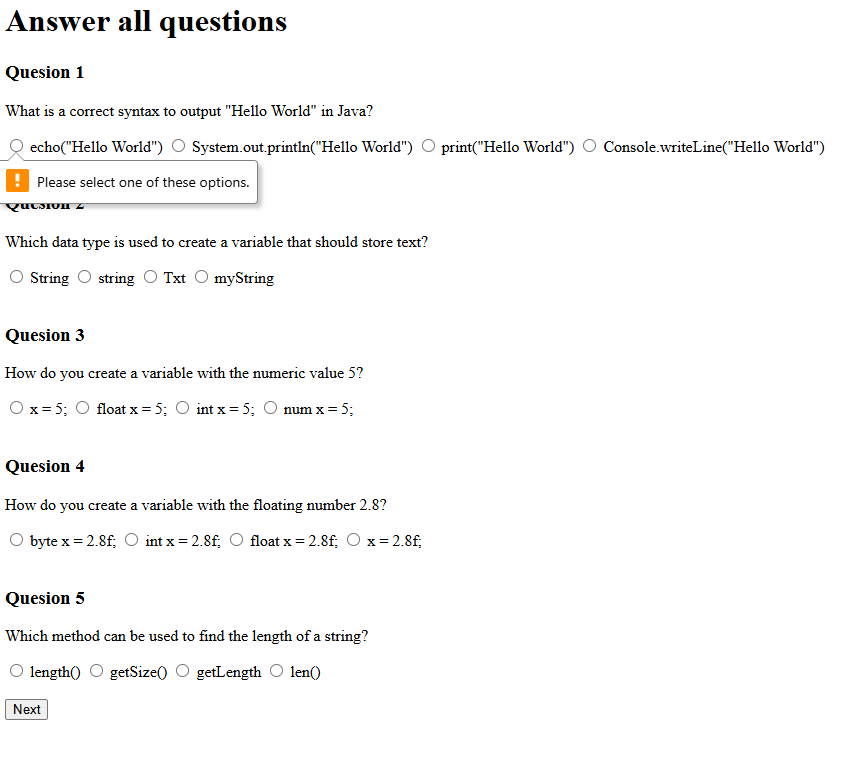 Answer all questions
Quesion 1
What is a correct syntax to output "Hello World" in Java?
echo("Hello World") System.out.println("Hello World") print("Hello World") Console.writeLine("Hello World")
! Please select one of these options.
Quesion 2
Which data type is used to create a variable that should store text?
String string Txt myString
Quesion 3
How do you create a variable with the numeric value 5?
x = 5; float x = 5; int x = 5; num x = 5;
Quesion 4
How do you create a variable with the floating number 2.8?
byte x = 2.8f; int x = 2.8f; float x = 2.8f; x = 2.8f;
Quesion 5
Which method can be used to find the length of a string?
length() getSize() getLength len()
Next